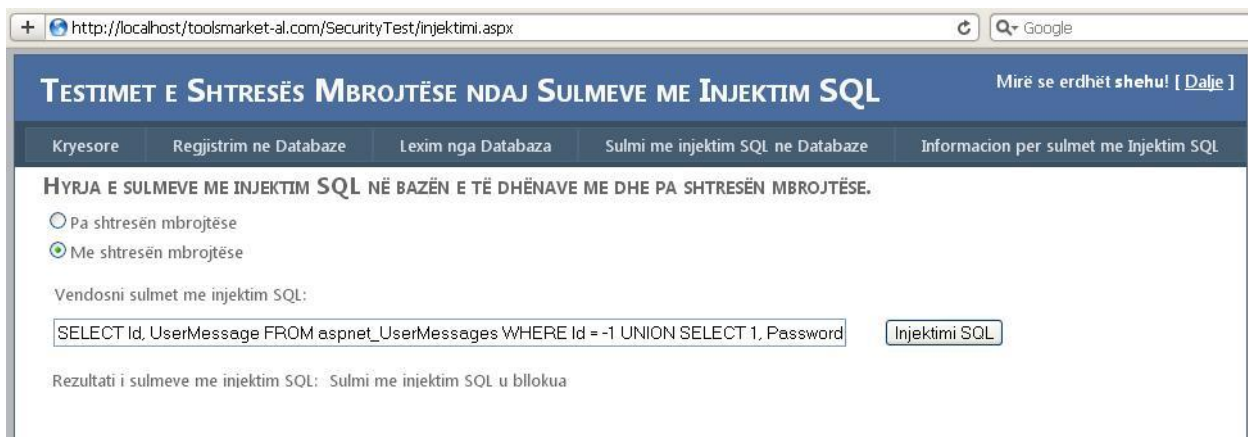 http://localhost/toolsmarket-al.com/SecurityTest/injektimi.aspx
Google
TESTIMET E SHTRESËS MBROJTËSE NDAJ SULMEVE ME INJEKTIM SQL
Mirë se erdhët shehu! [ Dalje ]
Kryesore
Regjistrim ne Databaze
Lexim nga Databaza
Sulmi me injektim SQL ne Databaze
Informacion per sulmet me Injektim SQL
HYRJA E SULMEVE ME INJEKTIM SQL NË BAZËN E TË DHËNAVE ME DHE PA SHTRESËN MBROJTËSE.
Pa shtresën mbrojtëse
Me shtresën mbrojtëse
Vendosni sulmet me injektim SQL:
SELECT Id, UserMessage FROM aspnet_UserMessages WHERE Id = -1 UNION SELECT 1, Password
Injektimi SQL
Rezultati i sulmeve me injektim SQL: Sulmi me injektim SQL u bllokua